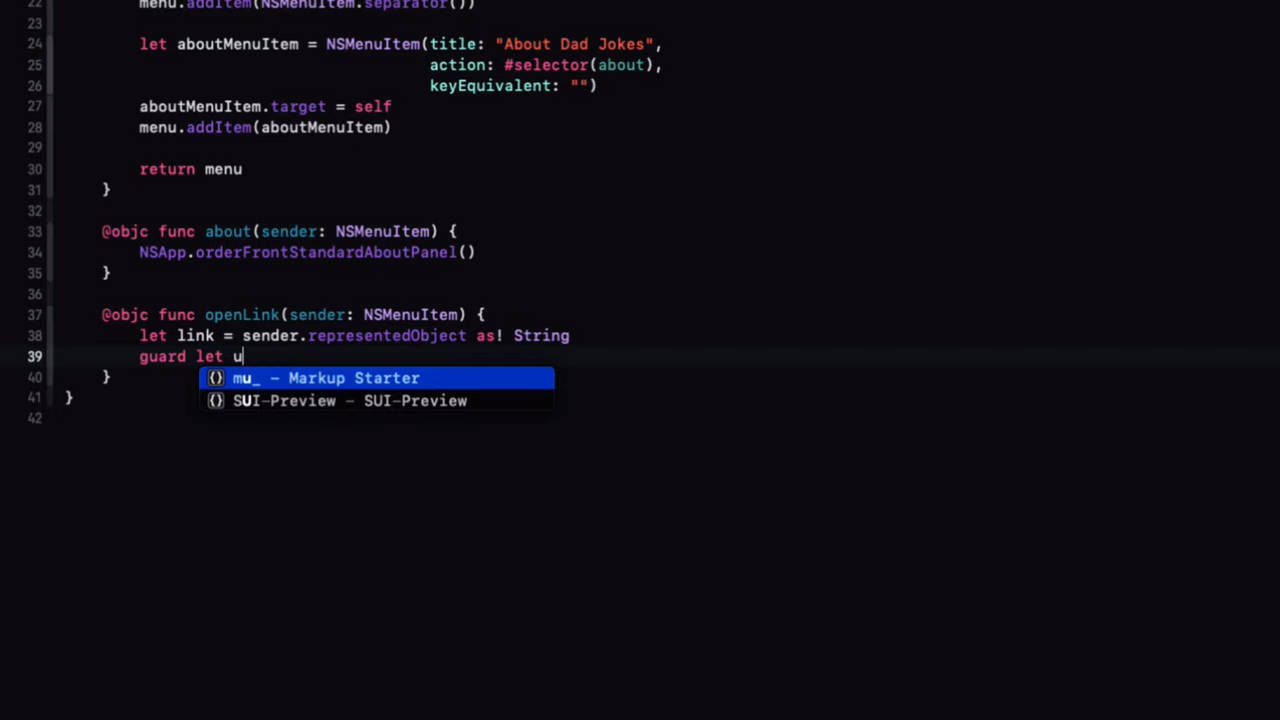 22 menu.addItem(NSMenuItem.separator())
23
24 let aboutMenuItem = NSMenuItem(title: "About Dad Jokes",
25 action: #selector(about),
26 keyEquivalent: "")
27 aboutMenuItem.target = self
28 menu.addItem(aboutMenuItem)
29
30 return menu
31 }
32
33 @objc func about(sender: NSMenuItem) {
34 NSApp.orderFrontStandardAboutPanel()
35 }
36
37 @objc func openLink(sender: NSMenuItem) {
38 let link = sender.representedObject as! String
39 guard let u
{} mu_ – Markup Starter
40 }
{} SUI-Preview – SUI-Preview
41 }
42